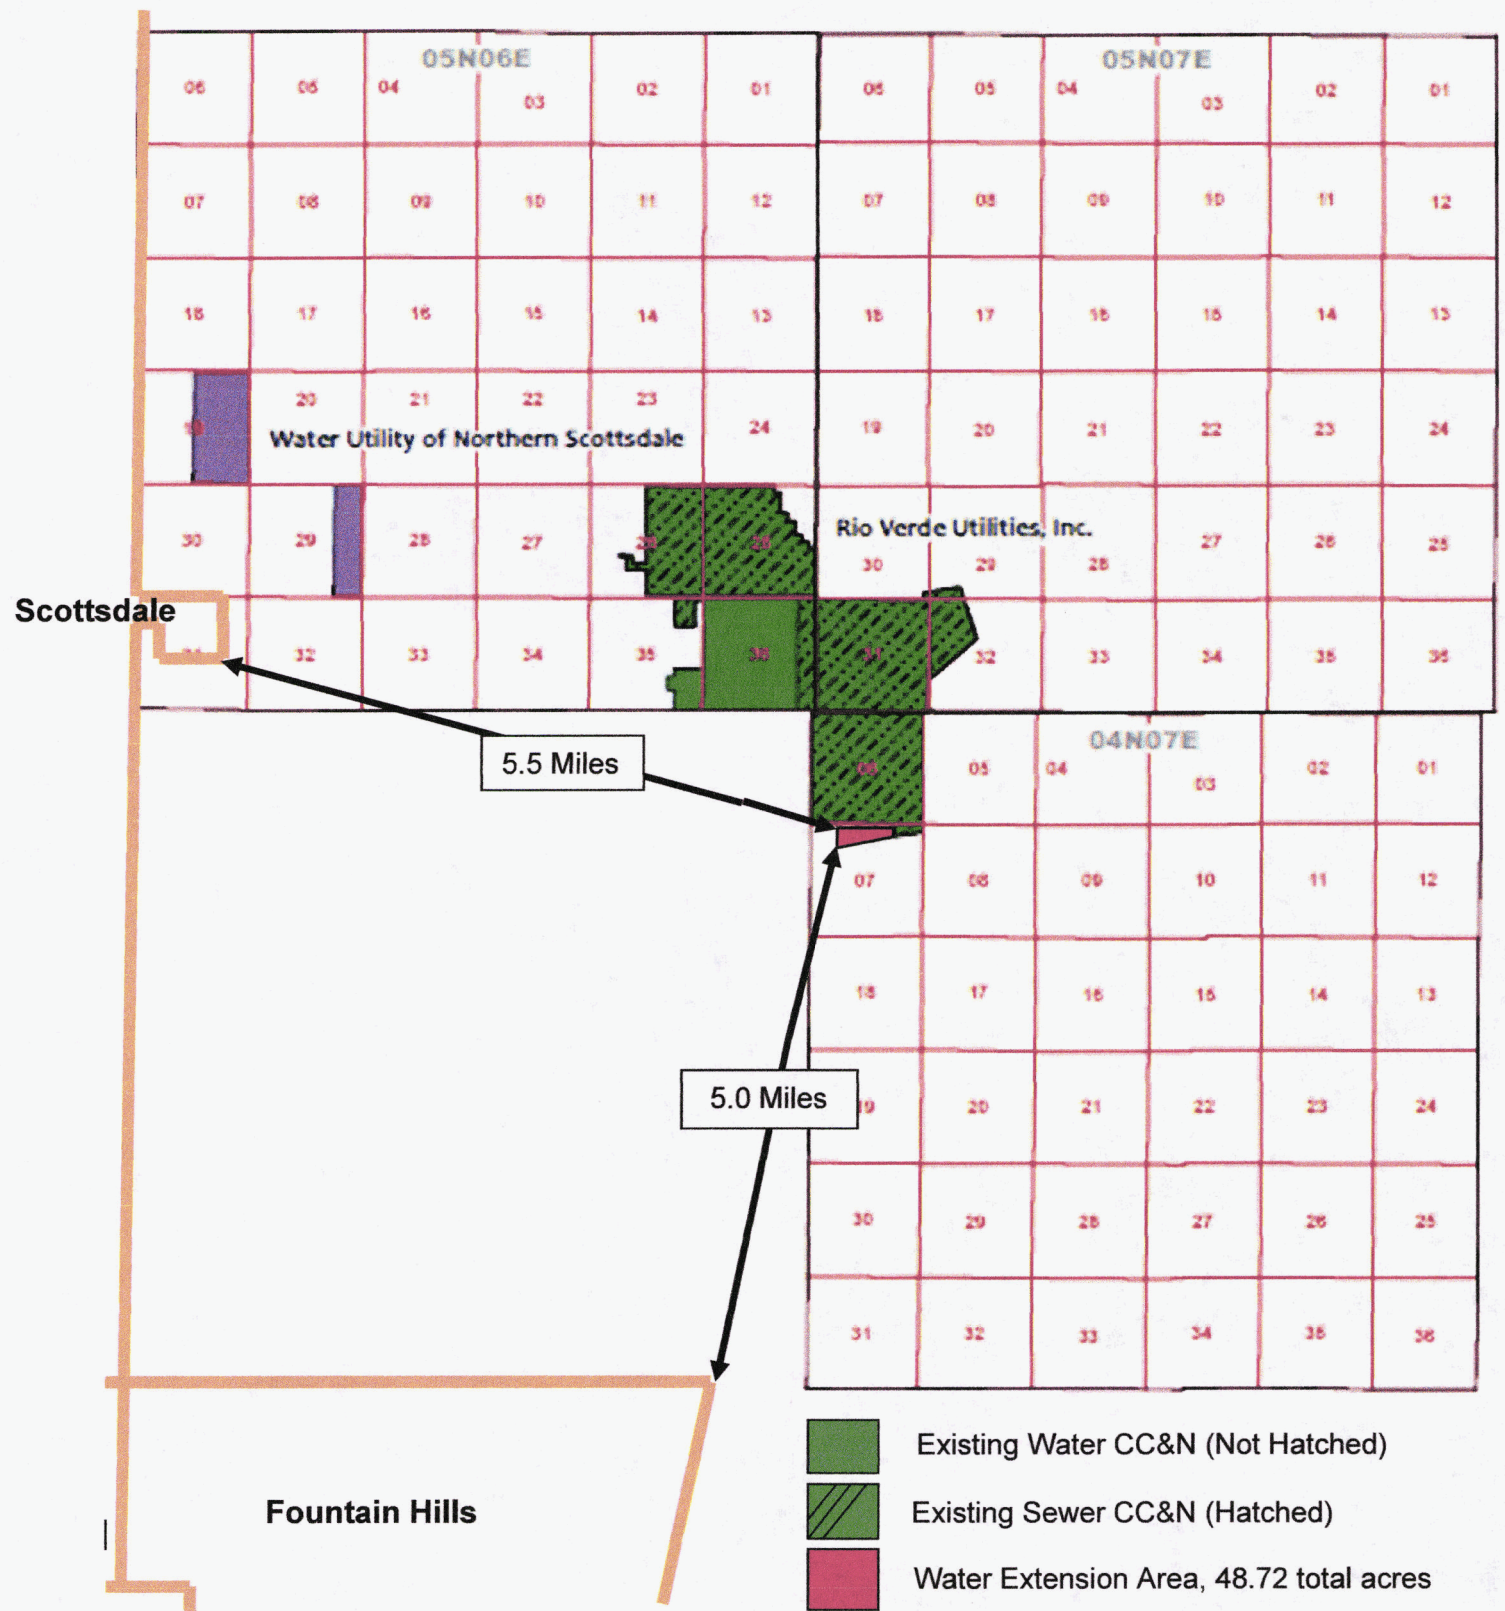 05N06E 05N07E
06 05 04 03 02 01 06 05 04 03 02 01
07 08 09 10 11 12 07 08 09 10 11 12
18 17 16 15 14 13 18 17 16 15 14 13
19 20 21 22 23 24 19 20 21 22 23 24
Water Utility of Northern Scottsdale
Rio Verde Utilities, Inc.
30 29 28 27 26 25 30 29 28 27 26 25
Scottsdale
31 32 33 34 35 36 31 32 33 34 35 36
5.5 Miles
04N07E
06 05 04 03 02 01
07 08 09 10 11 12
18 17 16 15 14 13
5.0 Miles
19 20 21 22 23 24
30 29 28 27 26 25
31 32 33 34 35 36
Existing Water CC&N (Not Hatched)
Fountain Hills
Existing Sewer CC&N (Hatched)
Water Extension Area, 48.72 total acres